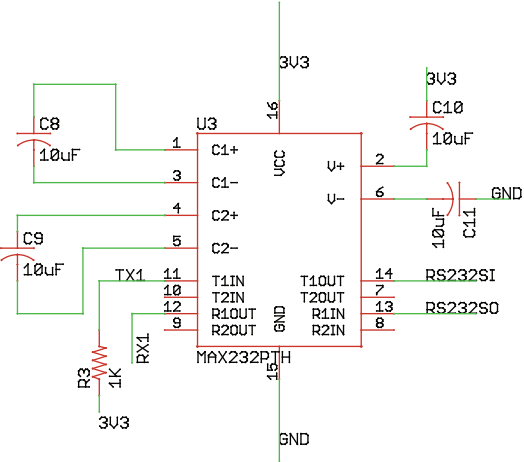 3V3
3V3
16
U3
C8
10uF
C10
10uF
1 C1+ VCC
V+ 2
3 C1-
V- 6
GND
4 C2+
10uF
C11
C9
10uF
5 C2-
TX1 11 T1IN T1OUT 14 RS232SI
10 T2IN T2OUT 7
12 R1OUT GND R1IN 13 RS232SO
9 R2OUT R2IN 8
RX1
MAX232PTH
15
R3
1K
3V3
GND